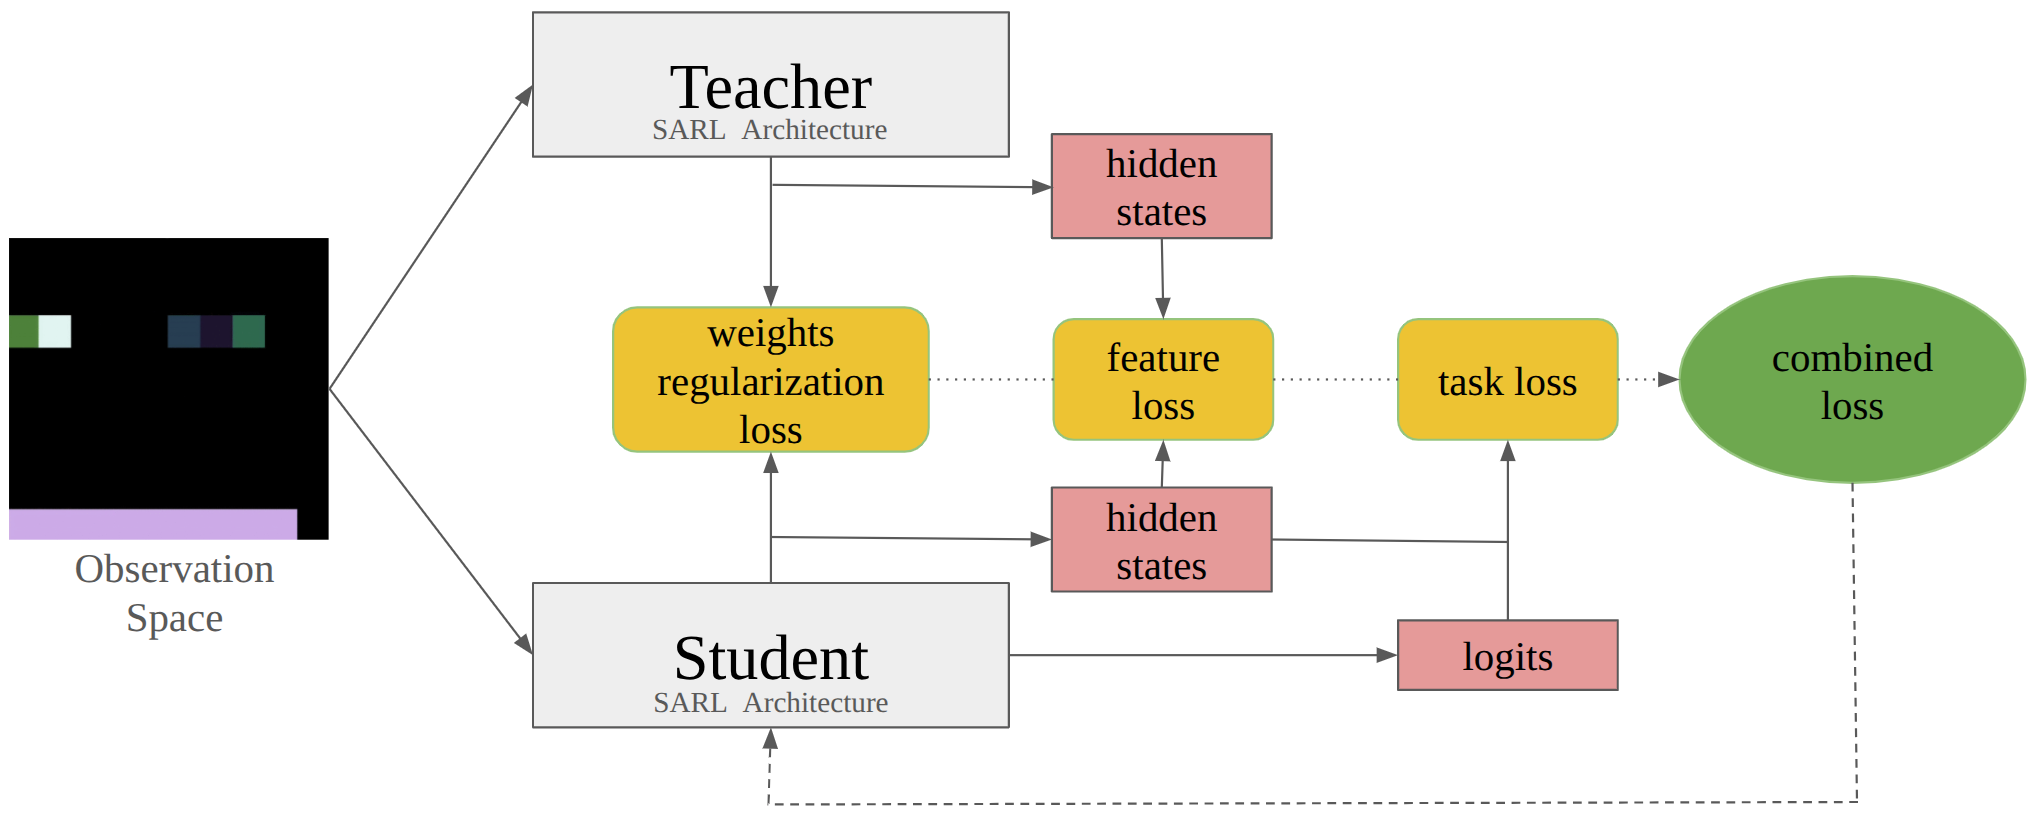 Teacher
SARL Architecture
hidden
states
weights
regularization
loss
feature
loss
task loss
combined
loss
Observation
Space
hidden
states
Student
SARL Architecture
logits